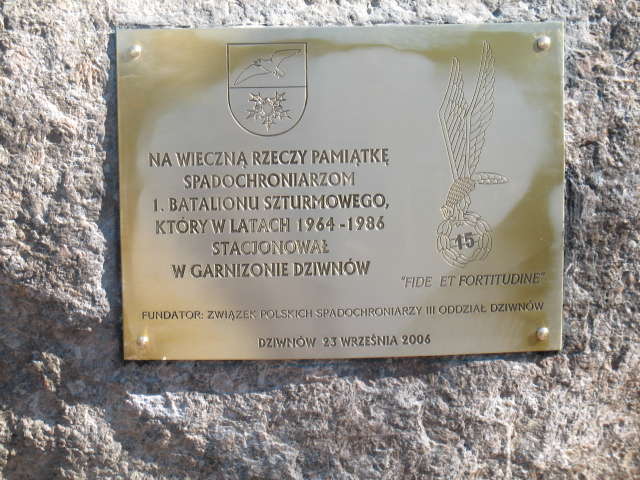 NA WIECZNĄ RZECZY PAMIĄTKĘ
SPADOCHRONIARZOM
1. BATALIONU SZTURMOWEGO,
KTÓRY W LATACH 1964-1986
STACJONOWAŁ
W GARNIZONIE DZIWNÓW
15
"FIDE ET FORTITUDINE"
FUNDATOR: ZWIĄZEK POLSKICH SPADOCHRONIARZY III ODDZIAŁ DZIWNÓW
DZIWNÓW 23 WRZEŚNIA 2006